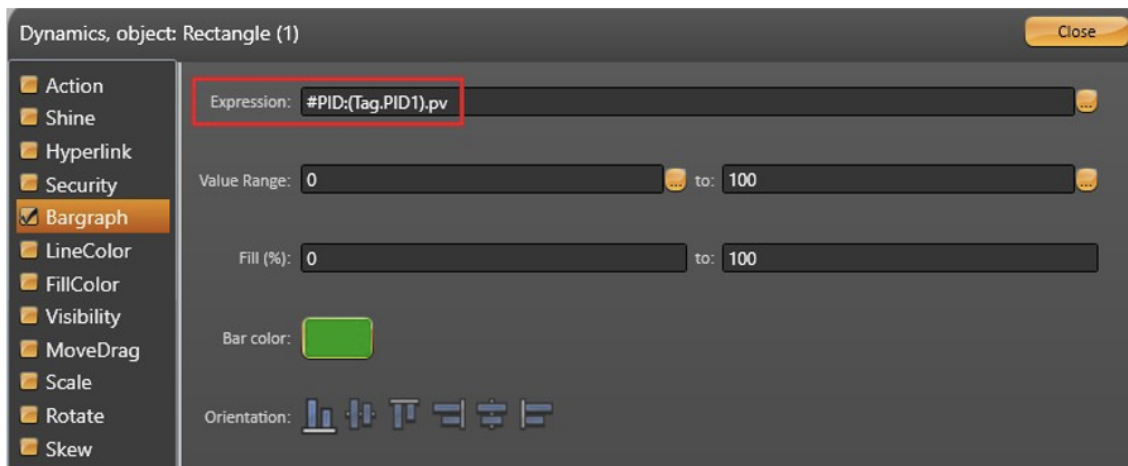 Dynamics, object: Rectangle (1)
Close
Action
Shine
Hyperlink
Security
Bargraph
LineColor
FillColor
Visibility
MoveDrag
Scale
Rotate
Skew
Expression: #PID:(Tag.PID1).pv ...
Value Range: 0 ... to: 100 ...
Fill (%): 0 to: 100
Bar color:
Orientation: